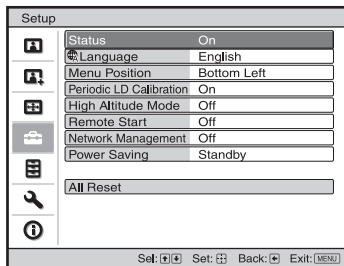 Setup
Status On
Language English
Menu Position Bottom Left
Periodic LD Calibration On
High Altitude Mode Off
Remote Start Off
Network Management Off
Power Saving Standby
All Reset
Sel: Set: Back: Exit: MENU